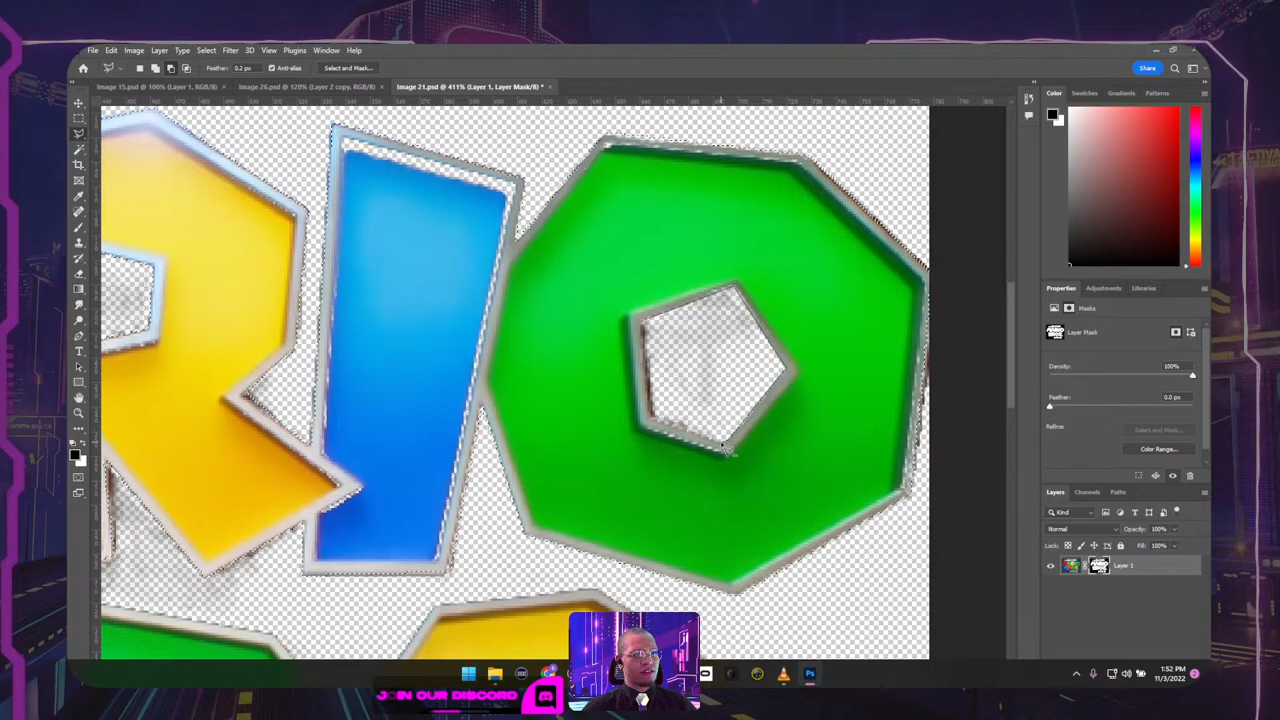 File Edit Image Layer Type Select Filter 3D View Plugins Window Help
Feather: 0.2 px Anti-alias Select and Mask... Share
Image 15.psd @ 100% (Layer 1, RGB/8) × Image 26.psd @ 120% (Layer 2 copy, RGB/8) × Image 21.psd @ 411% (Layer 1, Layer Mask/8) * ×
Color Swatches Gradients Patterns
Properties Adjustments Libraries
Masks
Layer Mask
Density: 100%
Feather: 0.0 px
Refine: Select and Mask...
Color Range...
Layers Channels Paths
Kind
Normal Opacity: 100%
Lock: Fill: 100%
Layer 1
1:52 PM
11/3/2022
JOIN OUR DISCORD